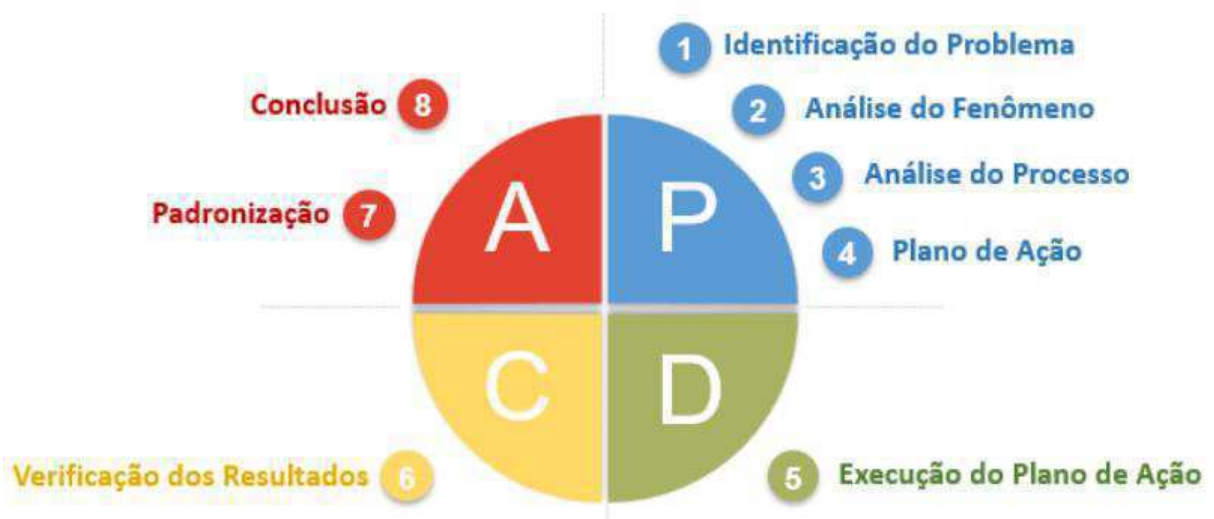 1 Identificação do Problema
Conclusão 8
2 Análise do Fenômeno
3 Análise do Processo
Padronização 7
A P
4 Plano de Ação
C D
Verificação dos Resultados 6
5 Execução do Plano de Ação